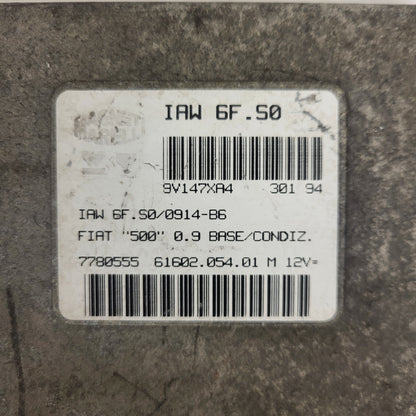 IAW 6F.S0
9V147XA4 301 94
IAW 6F.S0/0914-B6
FIAT "500" 0.9 BASE/CONDIZ.
7780555 61602.054.01 M 12V=